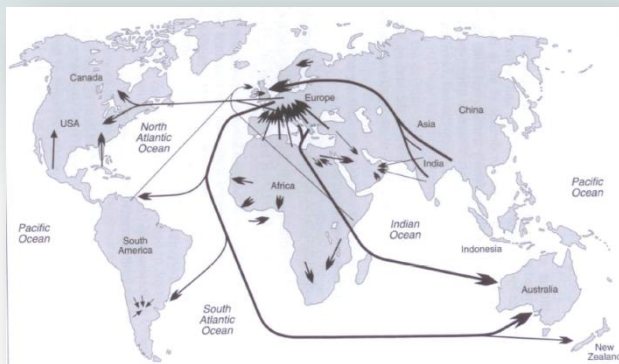 Canada
USA
North
Atlantic
Ocean
Europe
Asia
China
India
Africa
Pacific
Ocean
Pacific
Ocean
Indian
Ocean
Indonesia
South
America
South
Atlantic
Ocean
Australia
New
Zealand